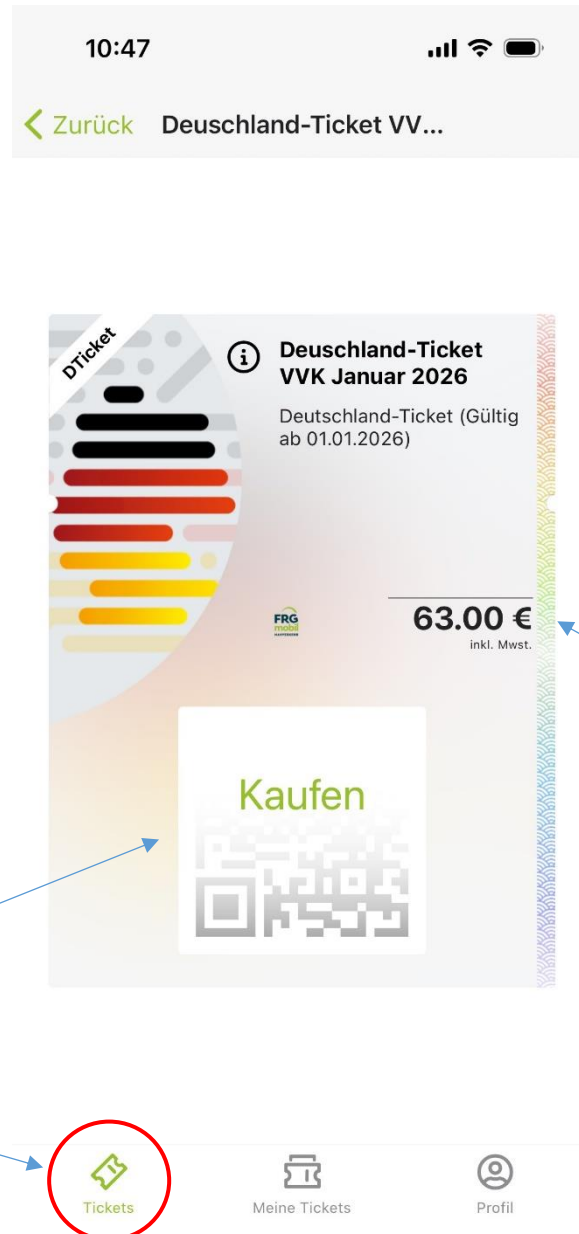 10:47
Zurück Deuschland-Ticket VV...
DTicket
Deuschland-Ticket
VVK Januar 2026
Deutschland-Ticket (Gültig
ab 01.01.2026)
FRG
mobil
63.00 €
inkl. Mwst.
Kaufen
Tickets
Meine Tickets
Profil